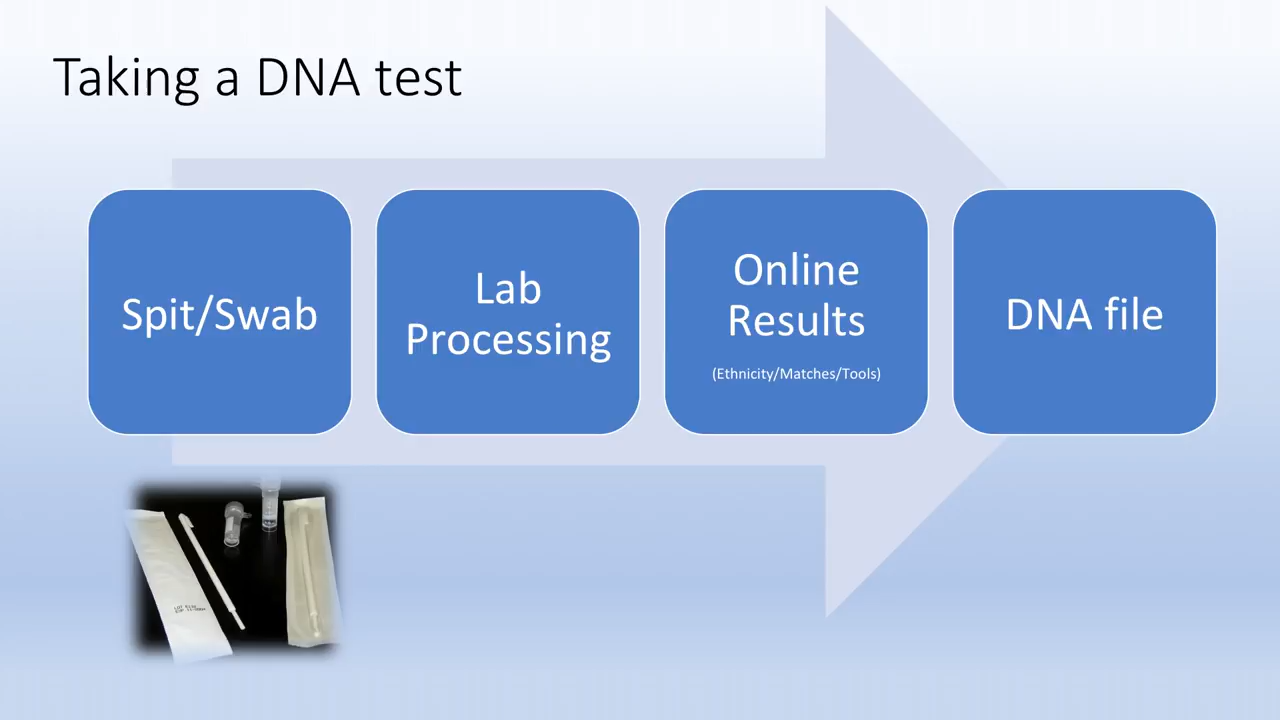 Taking a DNA test
Spit/Swab
Lab
Processing
Online
Results
(Ethnicity/Matches/Tools)
DNA file